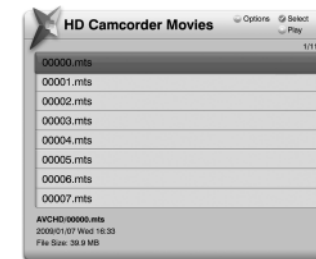 HD Camcorder Movies
Options
Select
Play
1/11
00000.mts
00001.mts
00002.mts
00003.mts
00004.mts
00005.mts
00006.mts
00007.mts
AVCHD/00000.mts
2009/01/07 Wed 16:33
File Size: 39.9 MB